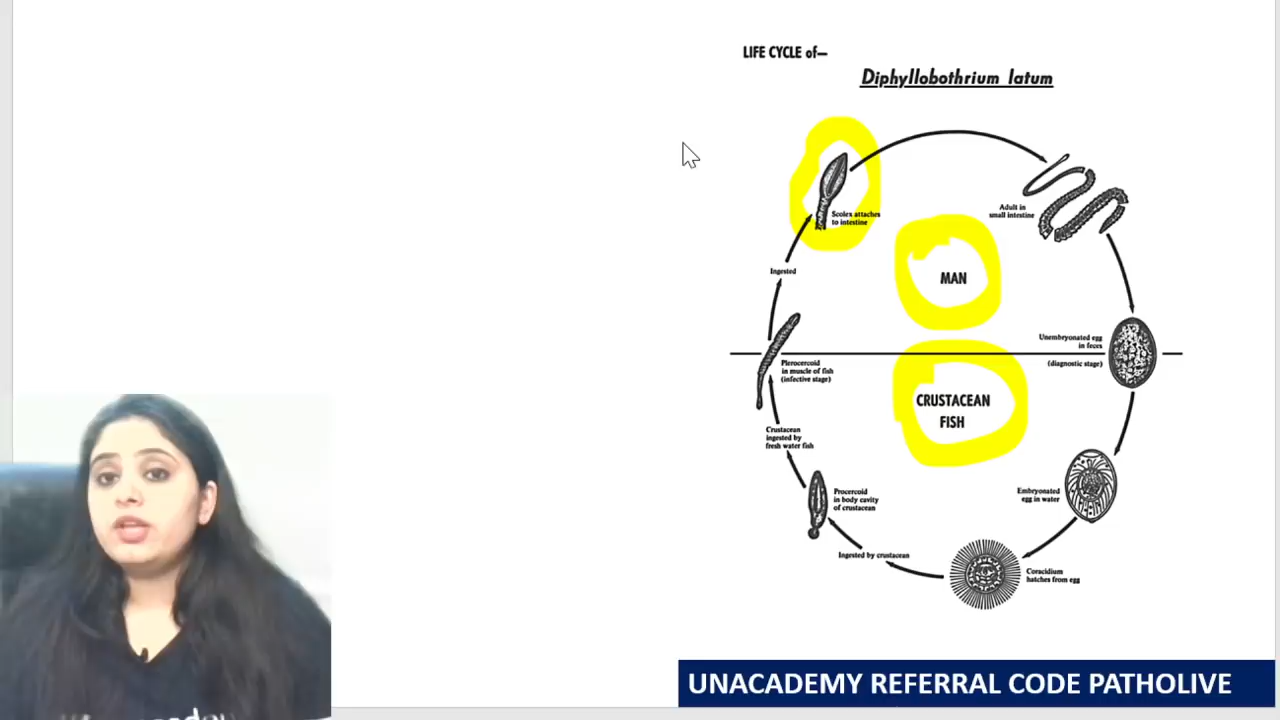 LIFE CYCLE of—
Diphyllobothrium latum
Scolex attaches
to intestine
Adult in
small intestine
MAN
Ingested
Unembryonated egg
in feces
(diagnostic stage)
Plerocercoid
in muscle of fish
(infective stage)
CRUSTACEAN
FISH
Crustacean
ingested by
fresh water fish
Procercoid
in body cavity
of crustacean
Embryonated
egg in water
Ingested by crustacean
Coracidium
hatches from egg
UNACADEMY REFERRAL CODE PATHOLIVE